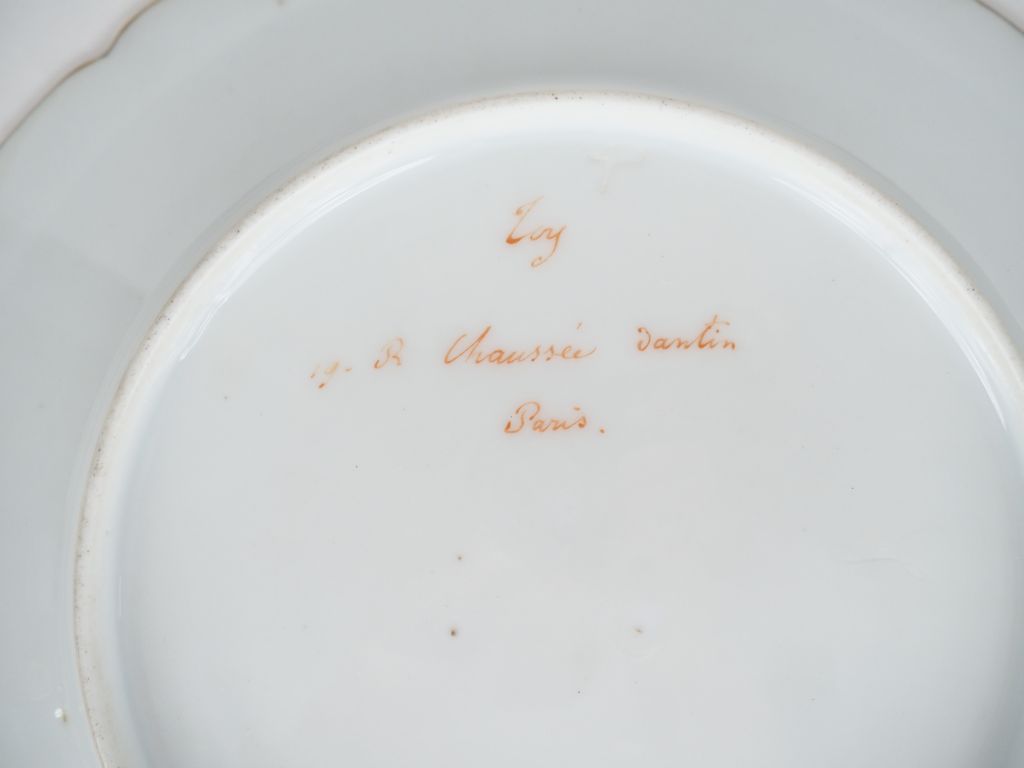 Toy
19. R Chaussée dantin
Paris.